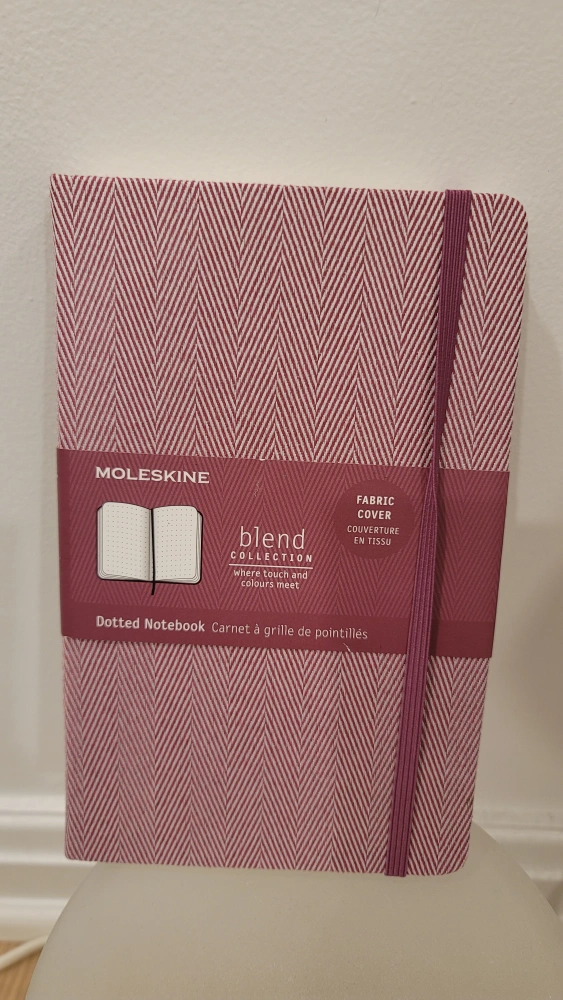 MOLESKINE
FABRIC
COVER
COUVERTURE
EN TISSU
blend
COLLECTION
where touch and
colours meet
Dotted Notebook Carnet à grille de pointillés